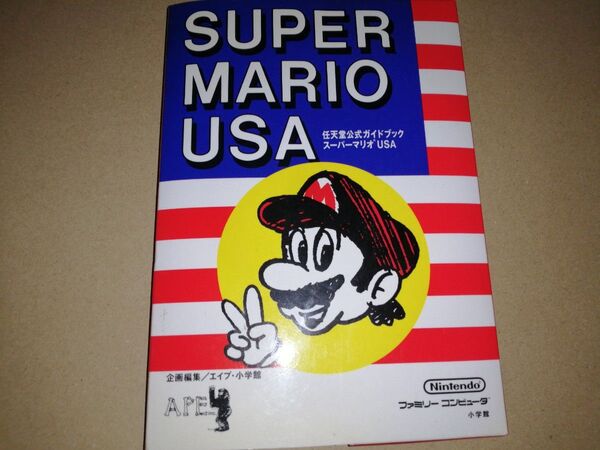 SUPER
MARIO
USA
任天堂公式ガイドブック
スーパーマリオUSA
M
企画編集/エイプ・小学館
APE
Nintendo
ファミリー コンピュータ
小学館